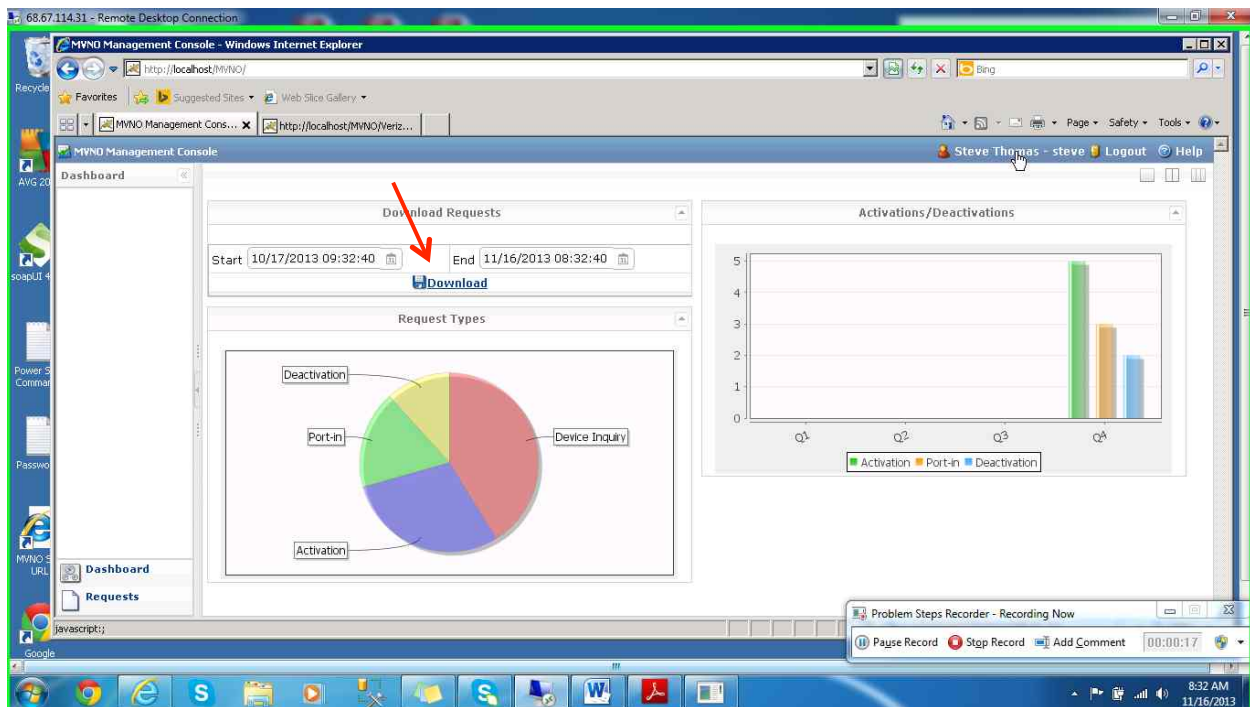 68.67.114.31 - Remote Desktop Connection
MVNO Management Console - Windows Internet Explorer
http://localhost/MVNO/
Bing
Recycle
Favorites
Suggested Sites
Web Slice Gallery
MVNO Management Cons...
http://localhost/MVNO/Veriz...
Page
Safety
Tools
MVNO Management Console
Steve Thomas - steve
Logout
Help
AVG 20
Dashboard
Download Requests
Start
10/17/2013 09:32:40
End
11/16/2013 08:32:40
Download
Activations/Deactivations
5
4
3
2
1
0
Q1
Q2
Q3
Q4
Activation
Port-in
Deactivation
soapUI 4
Request Types
Deactivation
Port-in
Device Inquiry
Activation
Power S
Command
Passwo
MVNO S
URL
Dashboard
Requests
javascript:;
Google
Problem Steps Recorder - Recording Now
Pause Record
Stop Record
Add Comment
00:00:17
8:32 AM
11/16/2013